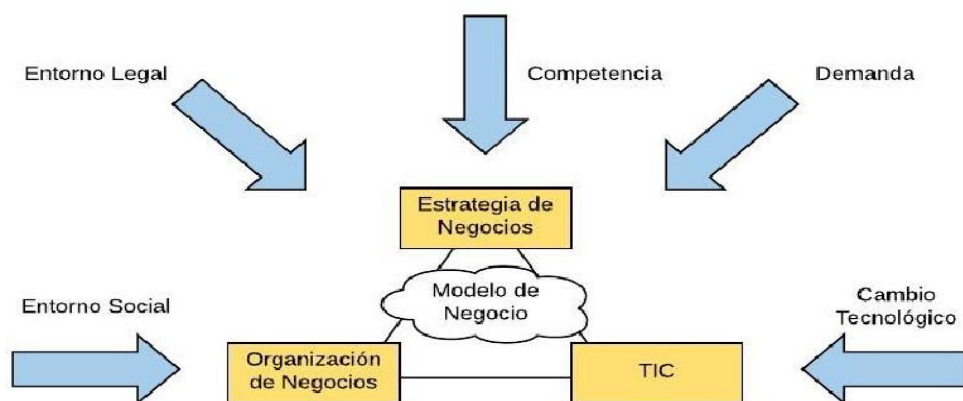 Entorno Legal
Competencia
Demanda
Estrategia de
Negocios
Modelo de
Negocio
Entorno Social
Cambio
Tecnológico
Organización
de Negocios
TIC